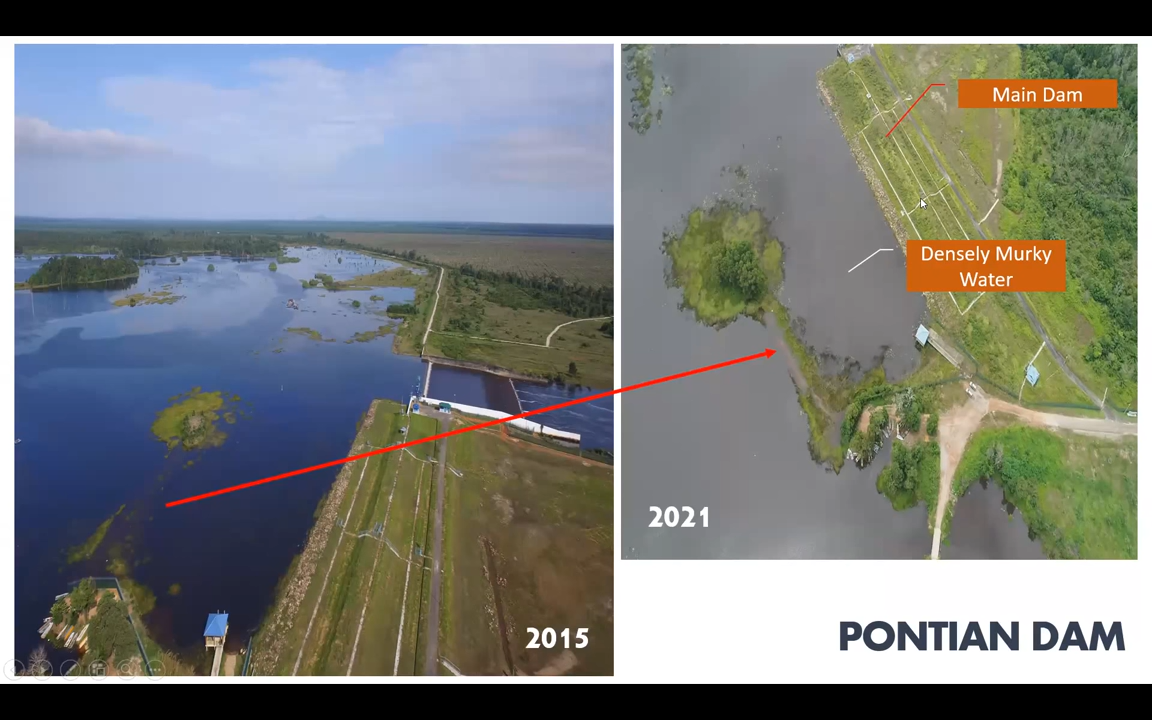 2015
Main Dam
Densely Murky
Water
2021
PONTIAN DAM